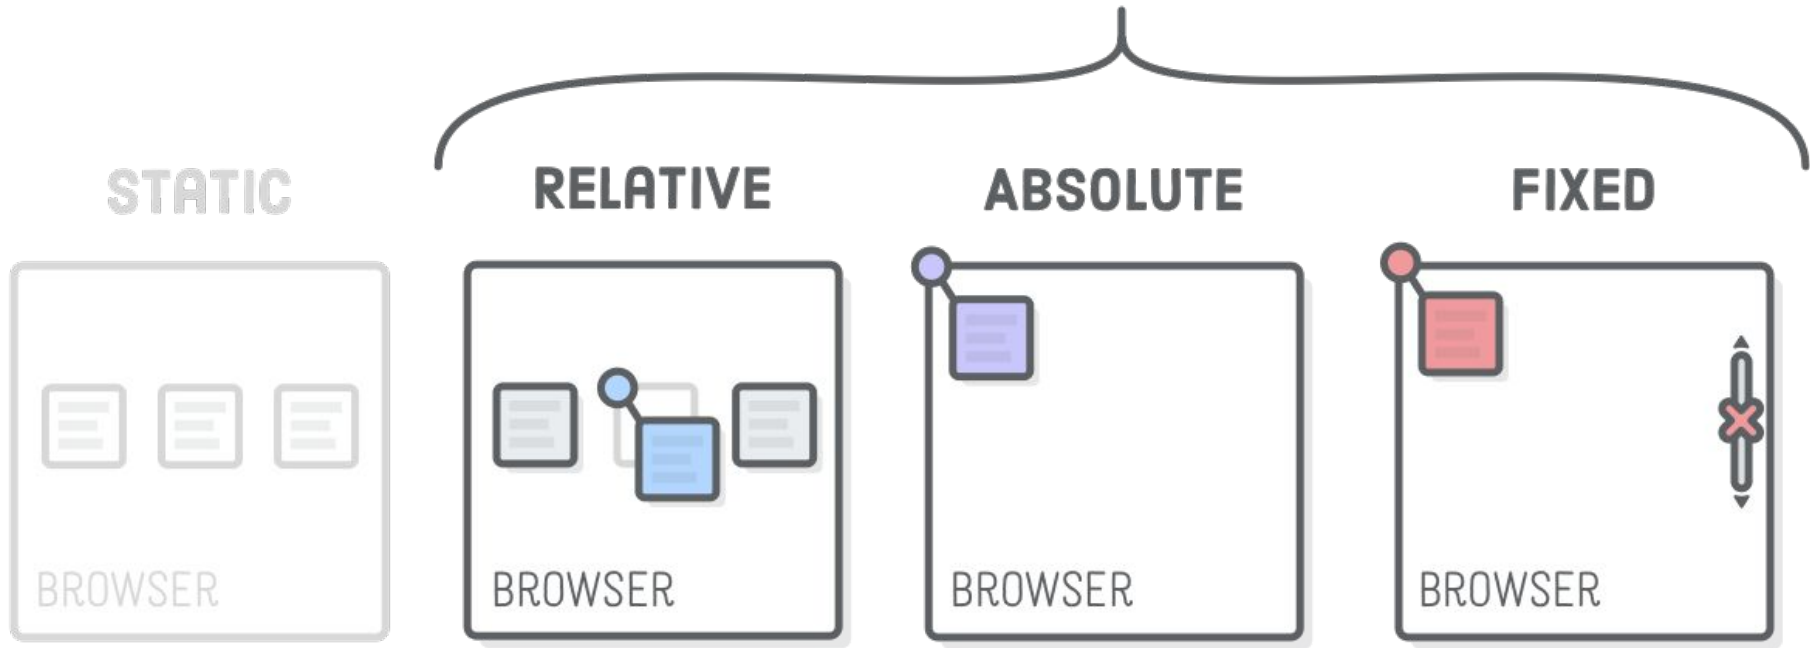 STATIC
RELATIVE
ABSOLUTE
FIXED
BROWSER
BROWSER
BROWSER
BROWSER